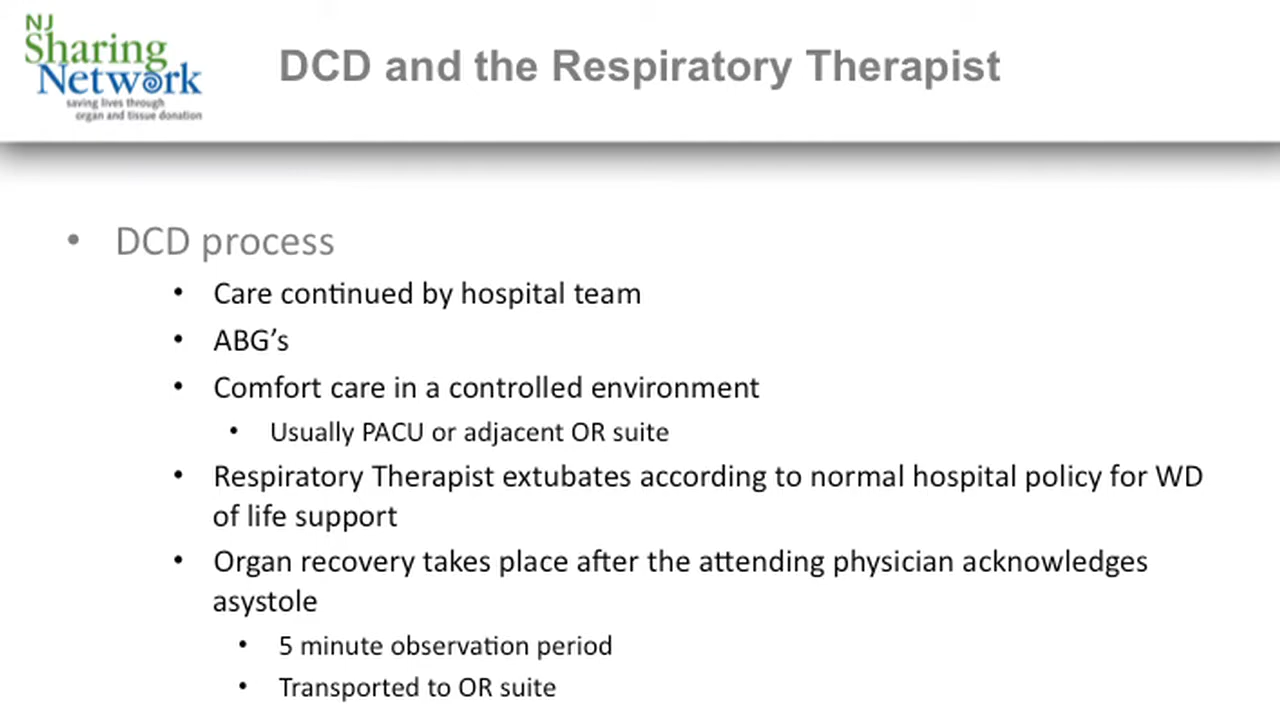 NJ
Sharing
Network
saving lives through
organ and tissue donation
DCD and the Respiratory Therapist
• DCD process
• Care continued by hospital team
• ABG’s
• Comfort care in a controlled environment
• Usually PACU or adjacent OR suite
• Respiratory Therapist extubates according to normal hospital policy for WD
of life support
• Organ recovery takes place after the attending physician acknowledges
asystole
• 5 minute observation period
• Transported to OR suite